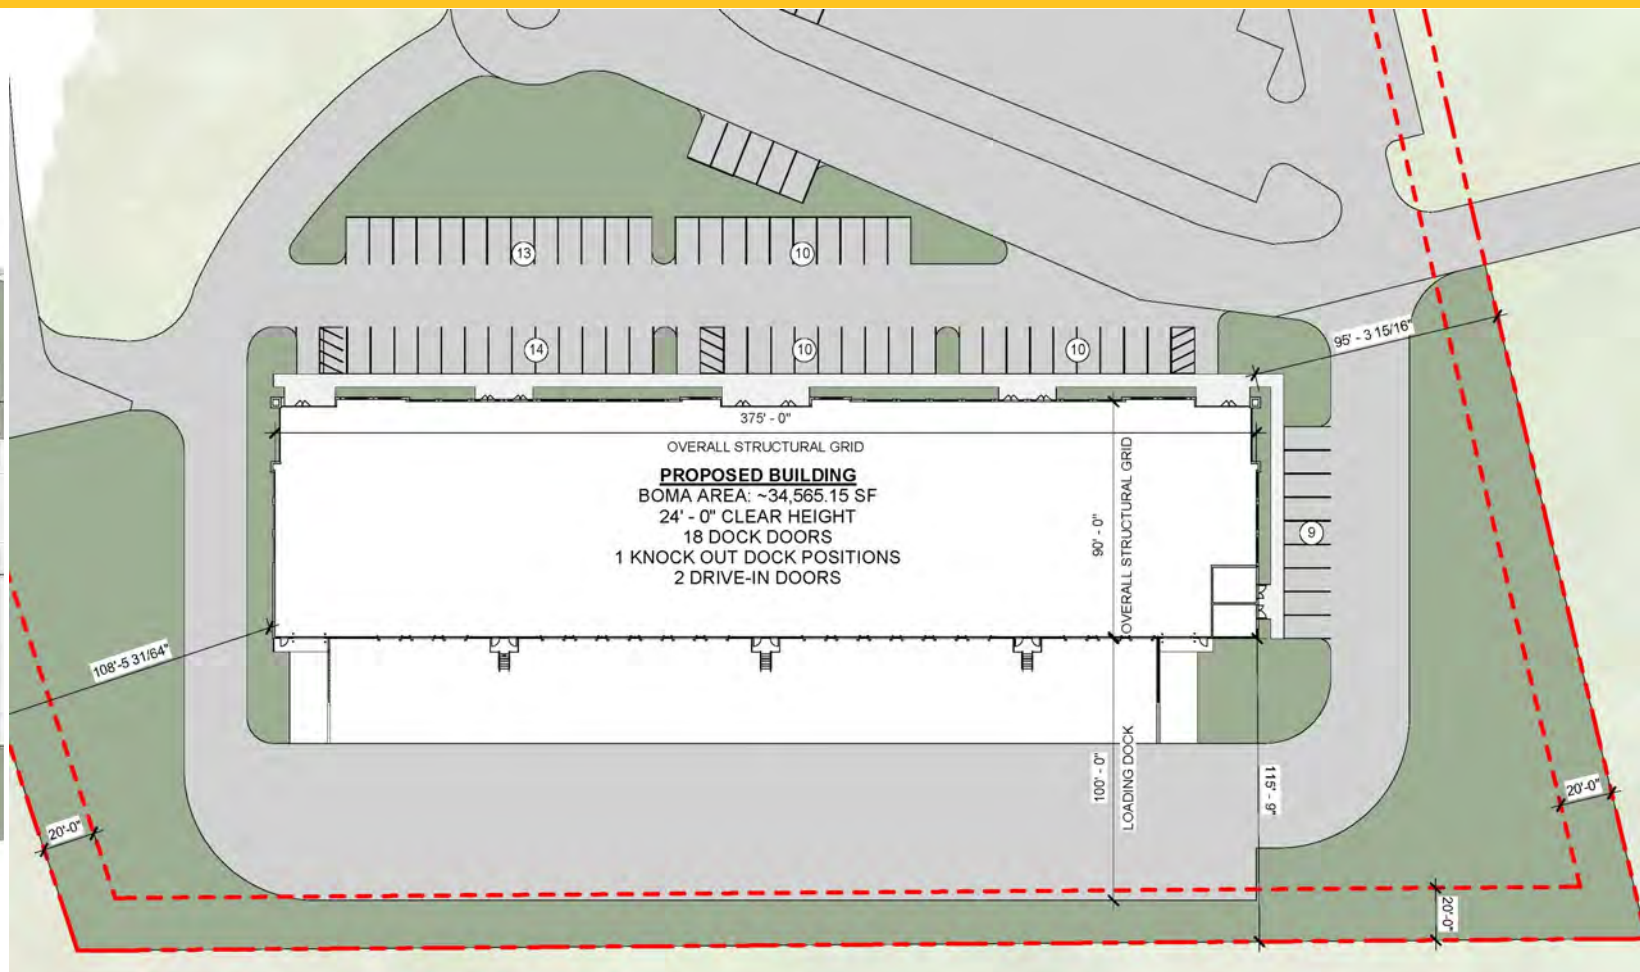 13
10
14
10
10
95' - 3 15/16"
375' - 0"
OVERALL STRUCTURAL GRID
PROPOSED BUILDING
BOMA AREA: ~34,565.15 SF
24' - 0" CLEAR HEIGHT
18 DOCK DOORS
1 KNOCK OUT DOCK POSITIONS
2 DRIVE-IN DOORS
90' - 0"
OVERALL STRUCTURAL GRID
9
108'-5 31/64"
100' - 0"
LOADING DOCK
115' - 9"
20'-0"
20'-0"
20'-0"